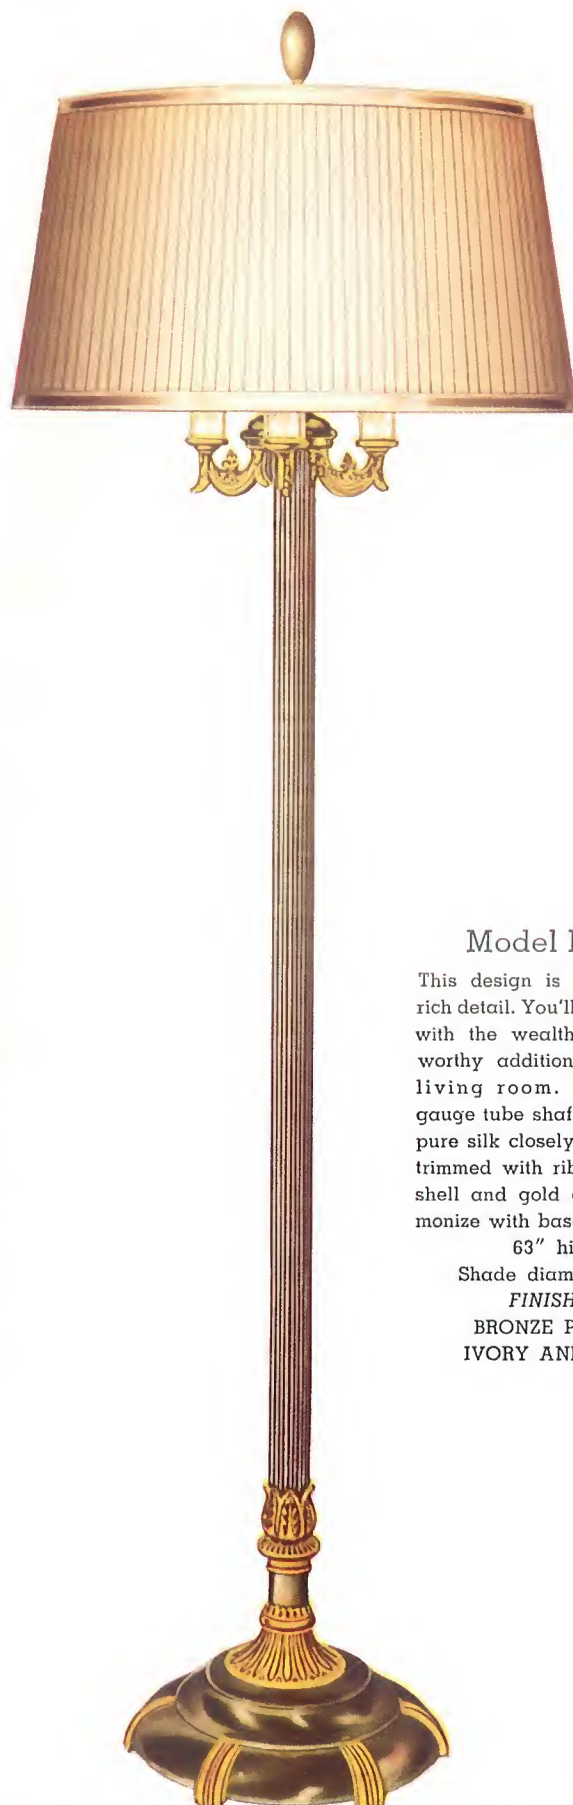 Model
This design is
rich detail. You'll
with the wealth
worthy addition
living room.
gauge tube shaf
pure silk closely
trimmed with rib
shell and gold
monize with bas
63" hi
Shade diam
FINISH
BRONZE P
IVORY AN